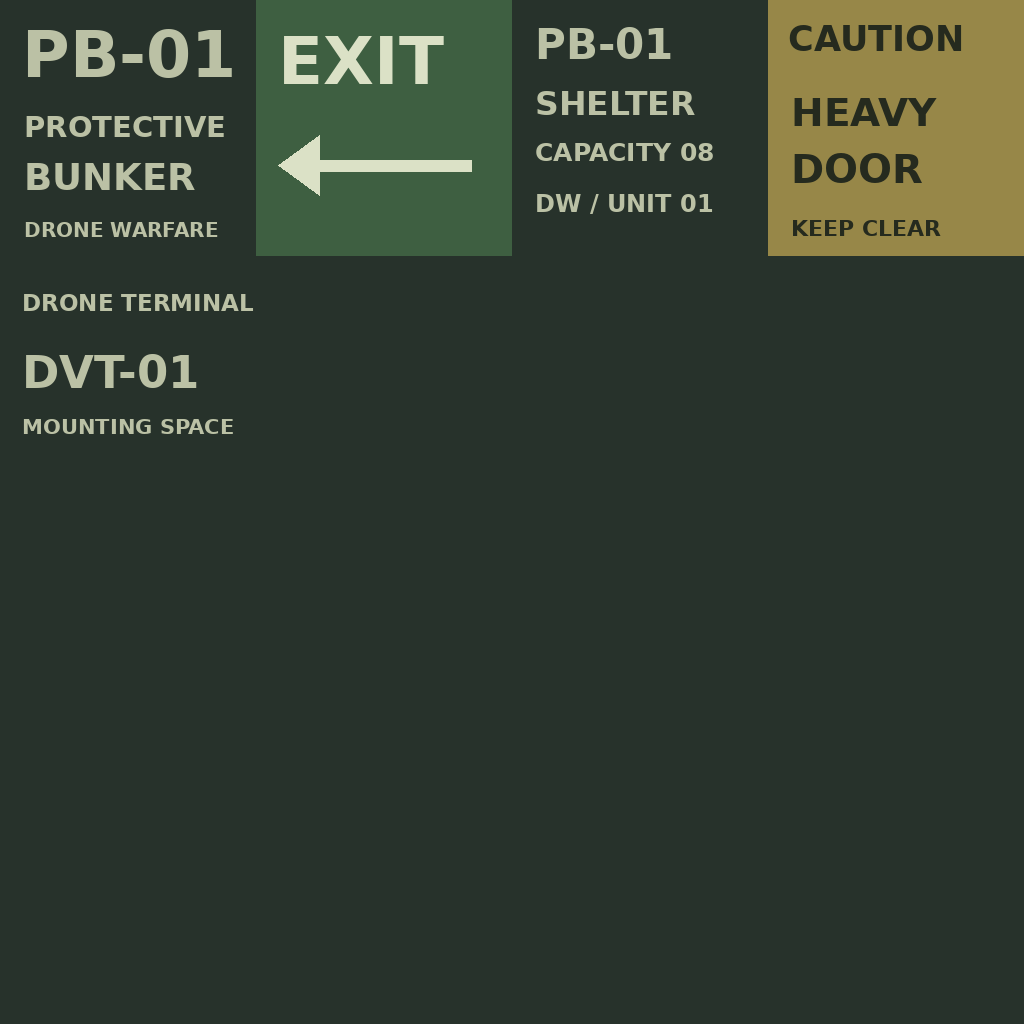 PB-01
PROTECTIVE
BUNKER
DRONE WARFARE
EXIT
PB-01
SHELTER
CAPACITY 08
DW / UNIT 01
CAUTION
HEAVY
DOOR
KEEP CLEAR
DRONE TERMINAL
DVT-01
MOUNTING SPACE